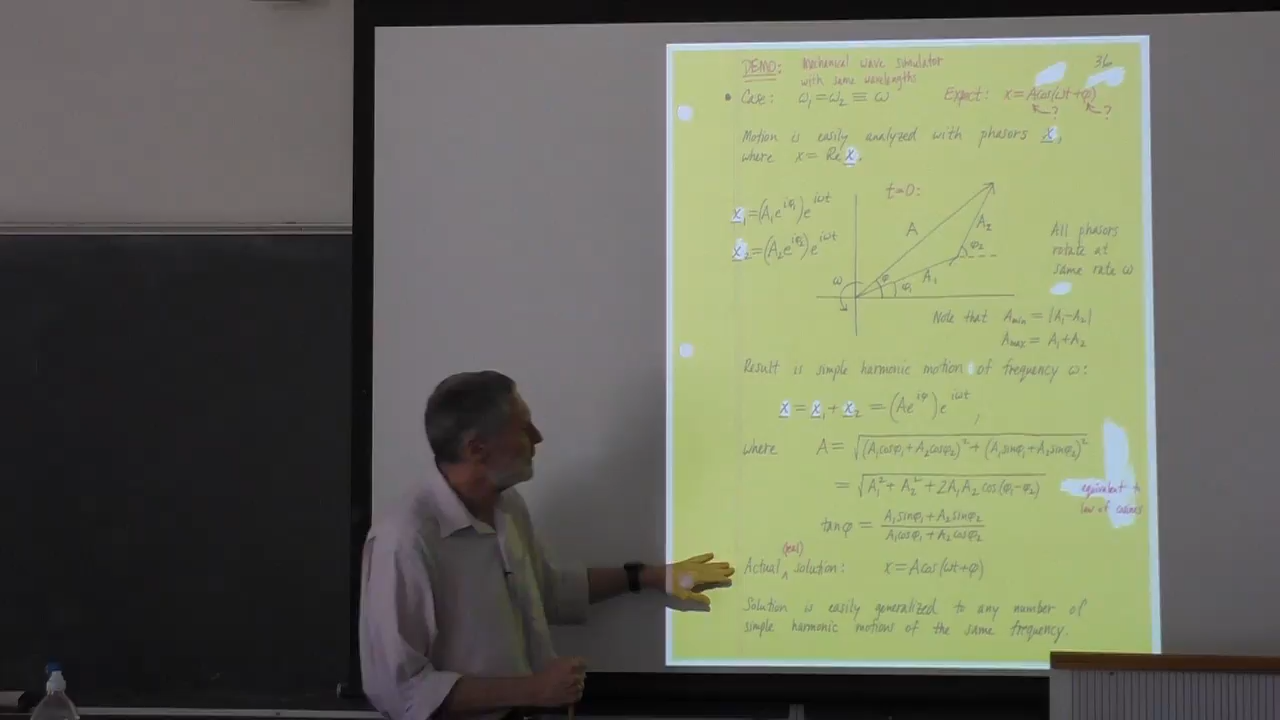 DEMO: Mechanical wave simulator
with same wavelengths
36
• Case: ω₁=ω₂≡ω Expect: x=Acos(ωt+φ)
? ?
Motion is easily analyzed with phasors x,
where x=Re x.
t=0:
x₁=(A₁e^{iφ₁})e^{iωt}
x₂=(A₂e^{iφ₂})e^{iωt}
A A₂
φ₂
A₁
ω φ φ₁
All phasors
rotate at
same rate ω
Note that A_min = |A₁-A₂|
A_max = A₁+A₂
Result is simple harmonic motion of frequency ω:
x = x₁ + x₂ = (Ae^{iφ})e^{iωt},
where A = √((A₁cosφ₁+A₂cosφ₂)²+(A₁sinφ₁+A₂sinφ₂)²)
= √(A₁²+A₂²+2A₁A₂cos(φ₁-φ₂))
equivalent to
law of cosines
tanφ = (A₁sinφ₁+A₂sinφ₂)/(A₁cosφ₁+A₂cosφ₂)
(real)
Actual ∧ solution: x=Acos(ωt+φ)
Solution is easily generalized to any number of
simple harmonic motions of the same frequency.